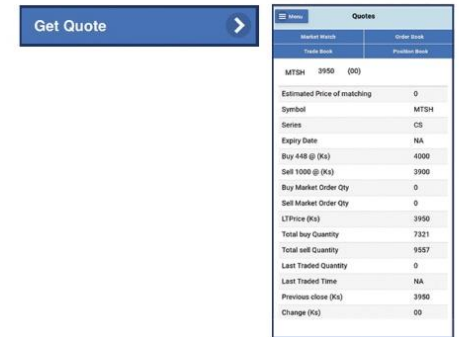 Get Quote
Menu Quotes
Market Watch Order Book
Trade Book Position Book
MTSH 3950 (00)
Estimated Price of matching 0
Symbol MTSH
Series CS
Expiry Date NA
Buy 448 @ (Ks) 4000
Sell 1000 @ (Ks) 3900
Buy Market Order Qty 0
Sell Market Order Qty 0
LTPrice (Ks) 3950
Total buy Quantity 7321
Total sell Quantity 9557
Last Traded Quantity 0
Last Traded Time NA
Previous close (Ks) 3950
Change (Ks) 00